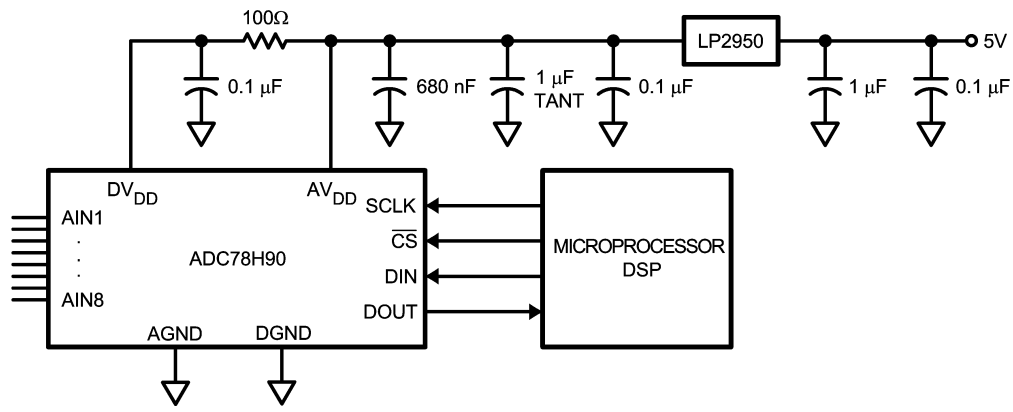 100Ω
LP2950
5V
0.1 µF
680 nF
1 µF
TANT
0.1 µF
1 µF
0.1 µF
DVDD
AVDD
SCLK
AIN1
.
.
.
CS
ADC78H90
MICROPROCESSOR
DSP
DIN
AIN8
DOUT
AGND
DGND